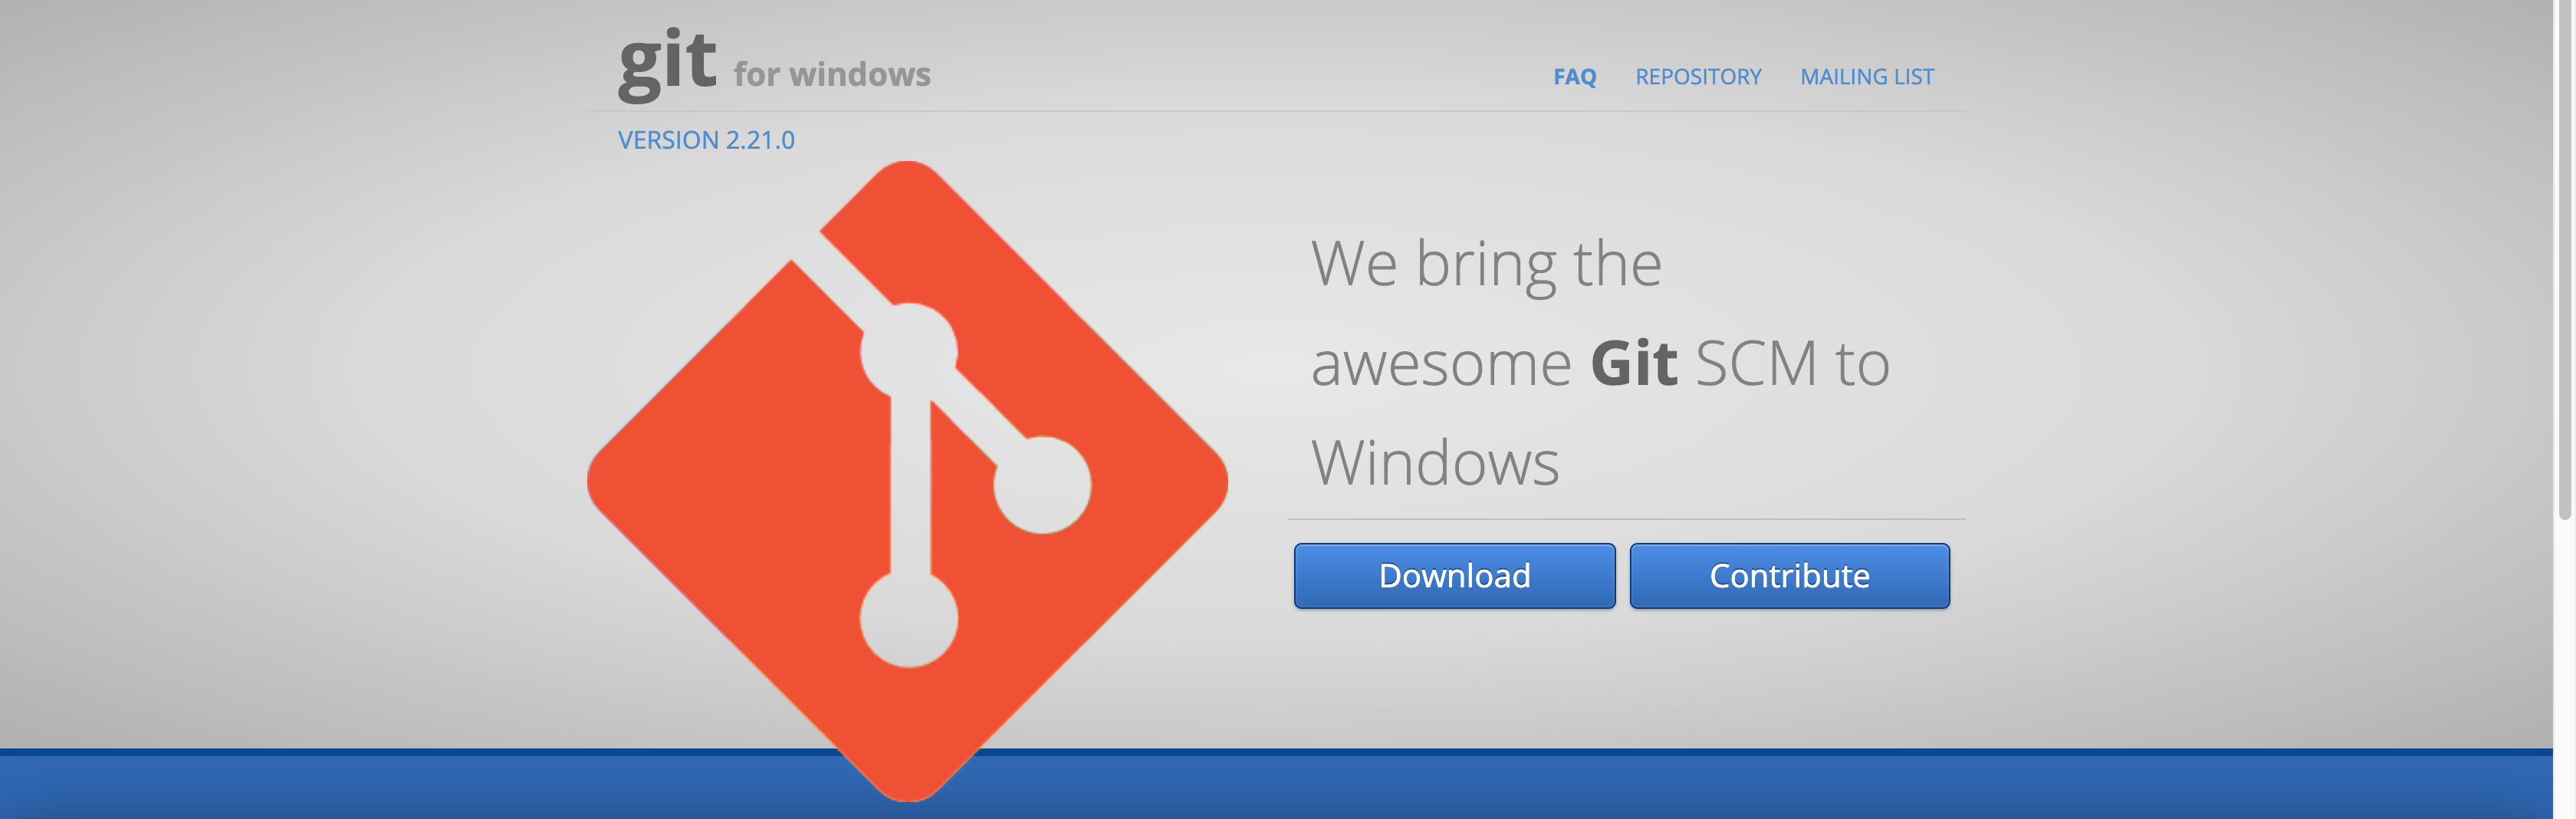 git for windows
FAQ REPOSITORY MAILING LIST
VERSION 2.21.0
We bring the
awesome Git SCM to
Windows
Download Contribute